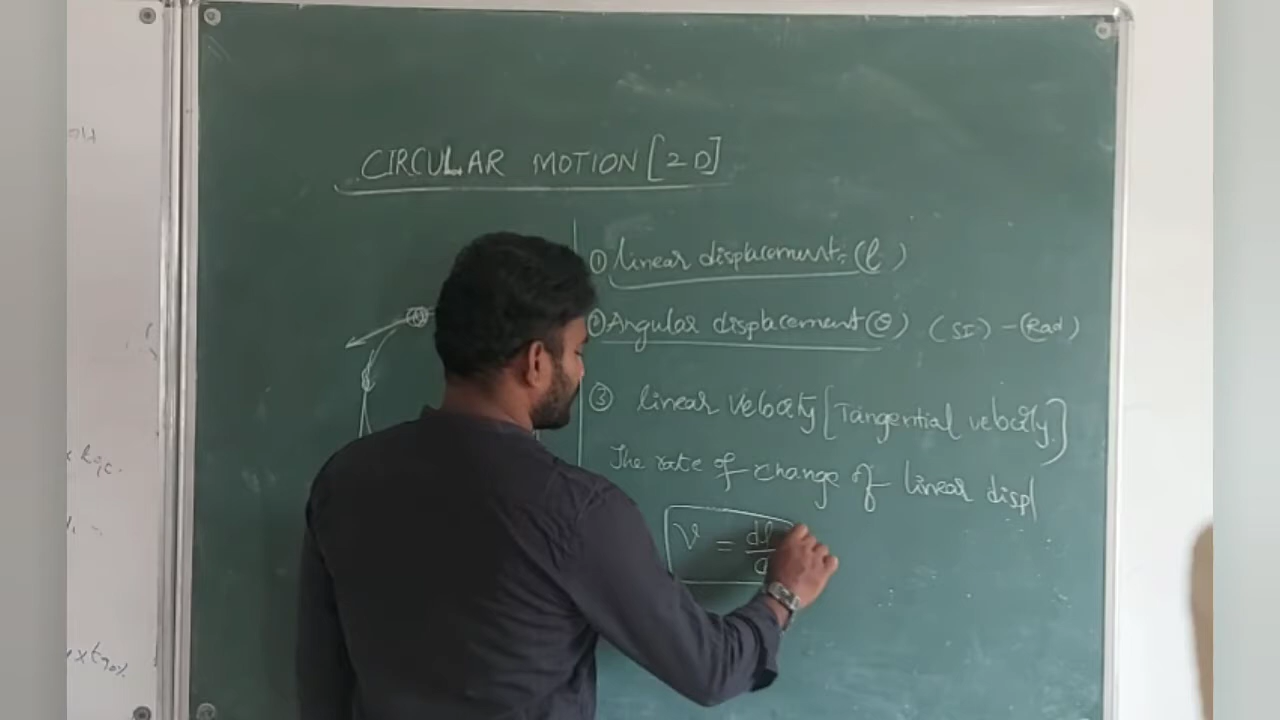 CIRCULAR MOTION [2D]
① linear displacement:- (l)
② Angular displacement (θ) (SI) - (Rad)
③ linear velocity [Tangential velocity]
The rate of change of linear displ
V = dl